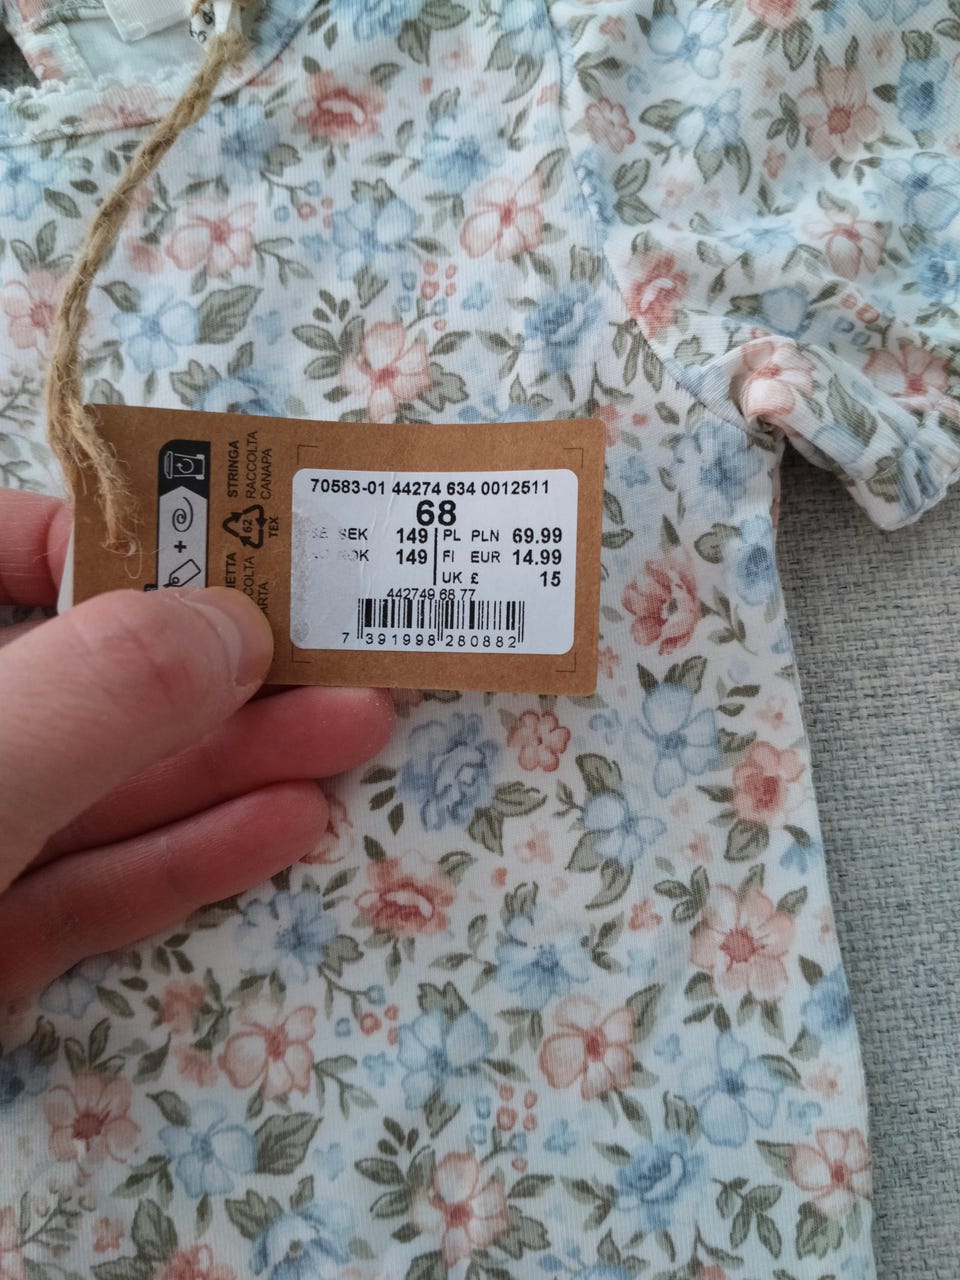 70583-01 44274 634 0012511
68
SEK 149 PL PLN 69.99
149 FI EUR 14.99
UK £ 15
442749 68 77
7 391998 280882
STRINGA
RACCOLTA
CANAPA
62
TEX
+